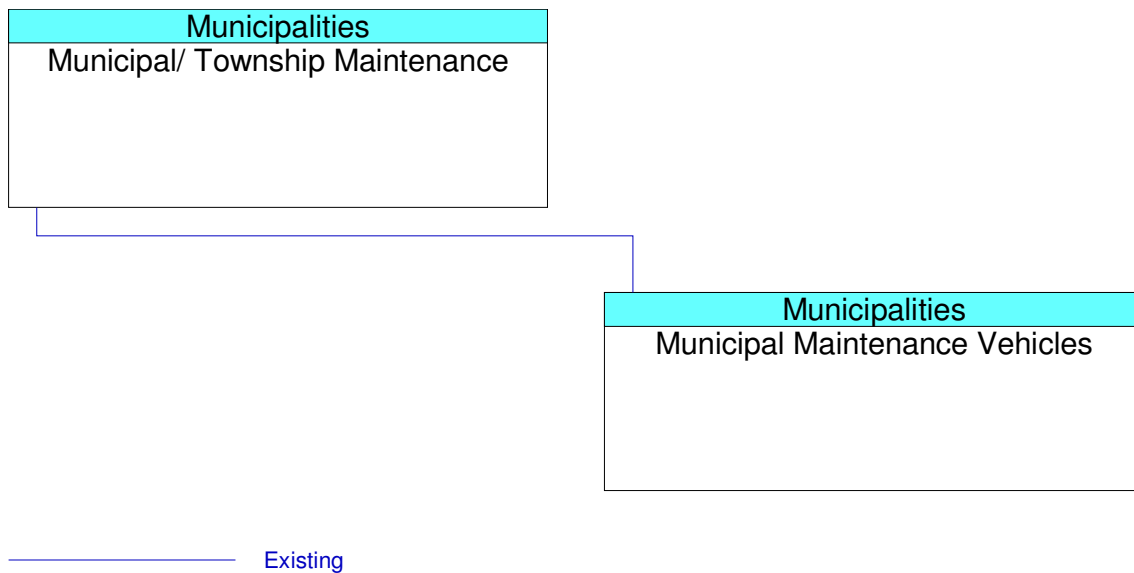 Municipalities
Municipal/ Township Maintenance
Municipalities
Municipal Maintenance Vehicles
Existing